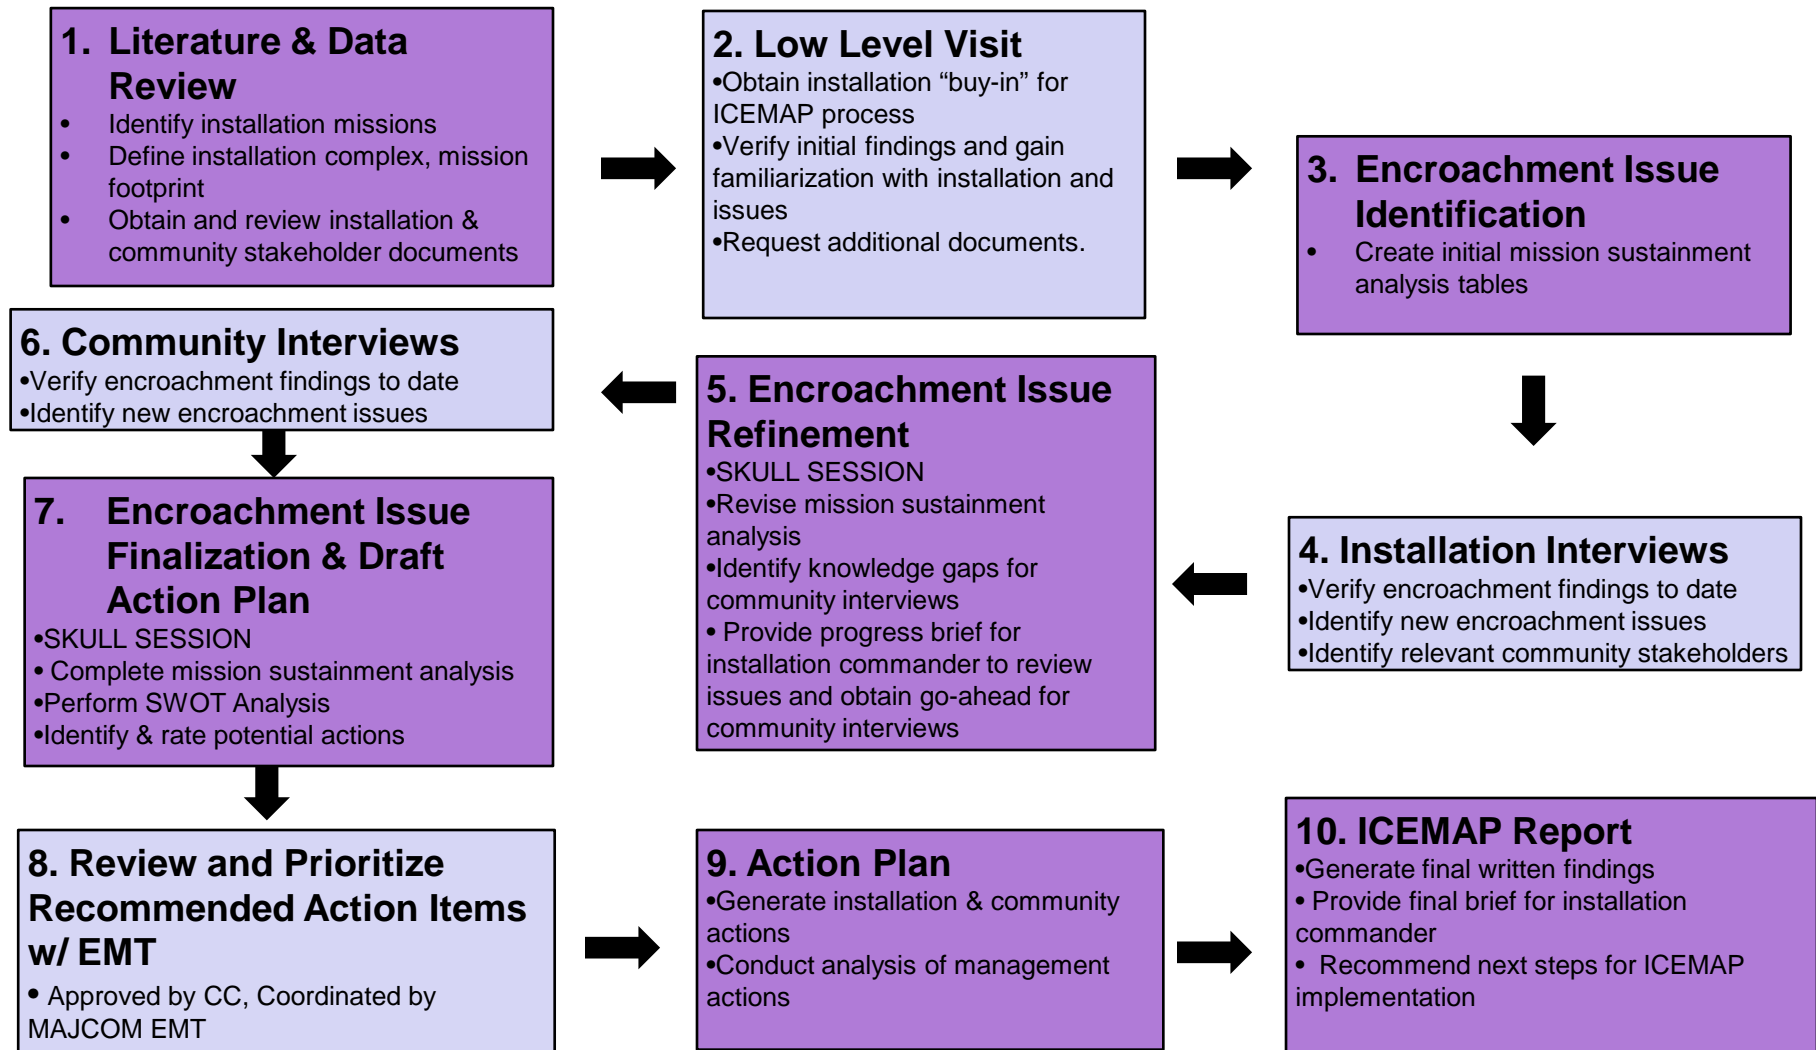 1. Literature & Data
Review
• Identify installation missions
• Define installation complex, mission
footprint
• Obtain and review installation &
community stakeholder documents
2. Low Level Visit
•Obtain installation “buy-in” for
ICEMAP process
•Verify initial findings and gain
familiarization with installation and
issues
•Request additional documents.
3. Encroachment Issue
Identification
• Create initial mission sustainment
analysis tables
4. Installation Interviews
•Verify encroachment findings to date
•Identify new encroachment issues
•Identify relevant community stakeholders
5. Encroachment Issue
Refinement
•SKULL SESSION
•Revise mission sustainment
analysis
•Identify knowledge gaps for
community interviews
• Provide progress brief for
installation commander to review
issues and obtain go-ahead for
community interviews
6. Community Interviews
•Verify encroachment findings to date
•Identify new encroachment issues
7. Encroachment Issue
Finalization & Draft
Action Plan
•SKULL SESSION
• Complete mission sustainment analysis
•Perform SWOT Analysis
•Identify & rate potential actions
8. Review and Prioritize
Recommended Action Items
w/ EMT
• Approved by CC, Coordinated by
MAJCOM EMT
9. Action Plan
•Generate installation & community
actions
•Conduct analysis of management
actions
10. ICEMAP Report
•Generate final written findings
• Provide final brief for installation
commander
• Recommend next steps for ICEMAP
implementation